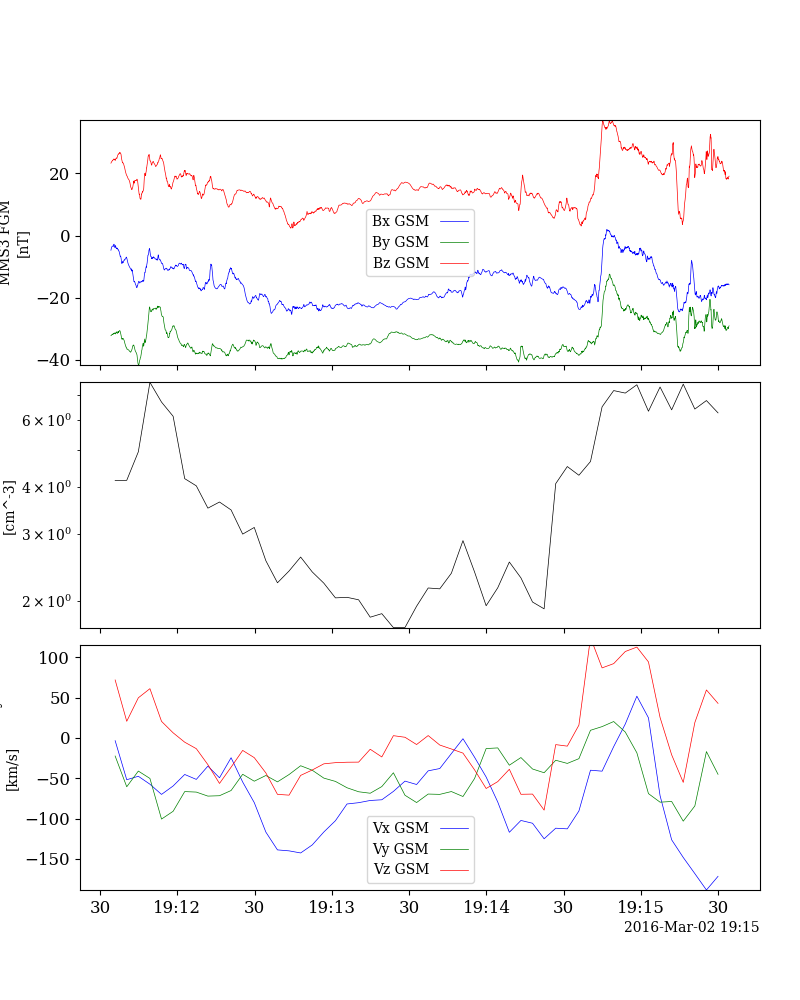 20
0
−20
−40
MMS3 FGM
[nT]
Bx GSM
By GSM
Bz GSM
6 × 10⁰
4 × 10⁰
3 × 10⁰
2 × 10⁰
[cm^-3]
100
50
0
−50
−100
−150
[km/s]
Vx GSM
Vy GSM
Vz GSM
30 19:12 30 19:13 30 19:14 30 19:15 30
2016-Mar-02 19:15